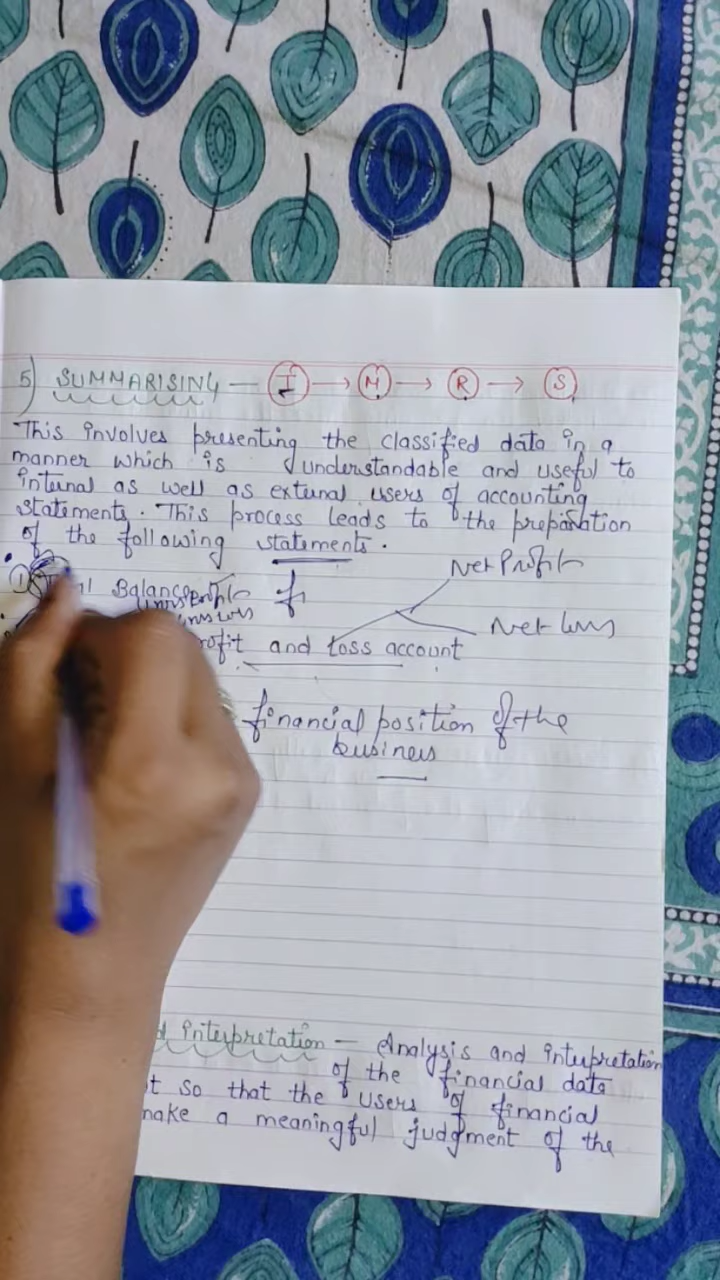 5) SUMMARISING — I → M → R → S
This involves presenting the classified data in a
manner which is understandable and useful to
internal as well as external users of accounting
statements. This process leads to the preparation
of the following statements.
Net Profit
① Balance
Net loss
and loss account
financial position of the
business
Interpretation — Analysis and interpretation
of the financial data
so that the users of financial
make a meaningful judgment of the